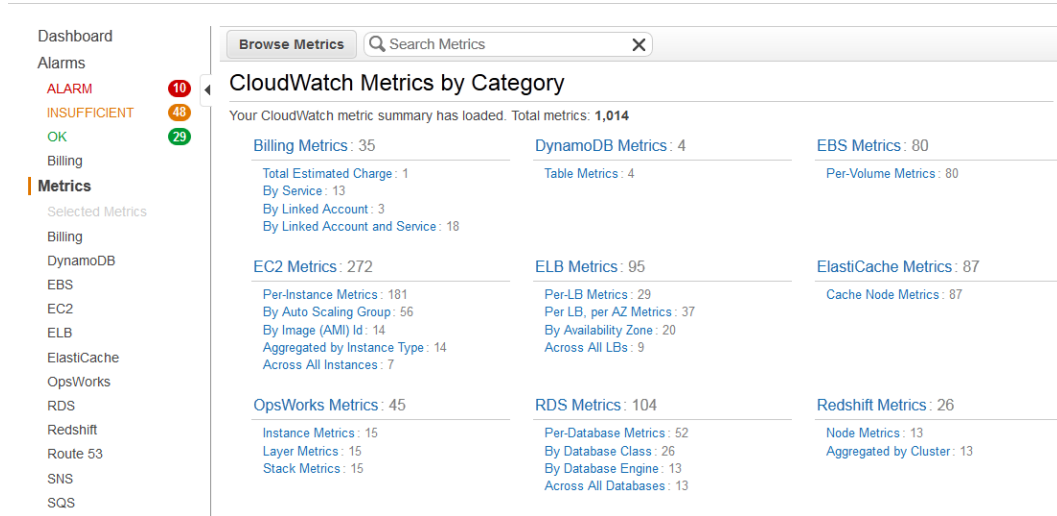 Dashboard
Alarms
ALARM 10
INSUFFICIENT 48
OK 29
Billing
Metrics
Selected Metrics
Billing
DynamoDB
EBS
EC2
ELB
ElastiCache
OpsWorks
RDS
Redshift
Route 53
SNS
SQS
Browse Metrics Search Metrics
CloudWatch Metrics by Category
Your CloudWatch metric summary has loaded. Total metrics: 1,014
Billing Metrics: 35
Total Estimated Charge: 1
By Service: 13
By Linked Account: 3
By Linked Account and Service: 18
DynamoDB Metrics: 4
Table Metrics: 4
EBS Metrics: 80
Per-Volume Metrics: 80
EC2 Metrics: 272
Per-Instance Metrics: 181
By Auto Scaling Group: 56
By Image (AMI) Id: 14
Aggregated by Instance Type: 14
Across All Instances: 7
ELB Metrics: 95
Per-LB Metrics: 29
Per LB, per AZ Metrics: 37
By Availability Zone: 20
Across All LBs: 9
ElastiCache Metrics: 87
Cache Node Metrics: 87
OpsWorks Metrics: 45
Instance Metrics: 15
Layer Metrics: 15
Stack Metrics: 15
RDS Metrics: 104
Per-Database Metrics: 52
By Database Class: 26
By Database Engine: 13
Across All Databases: 13
Redshift Metrics: 26
Node Metrics: 13
Aggregated by Cluster: 13